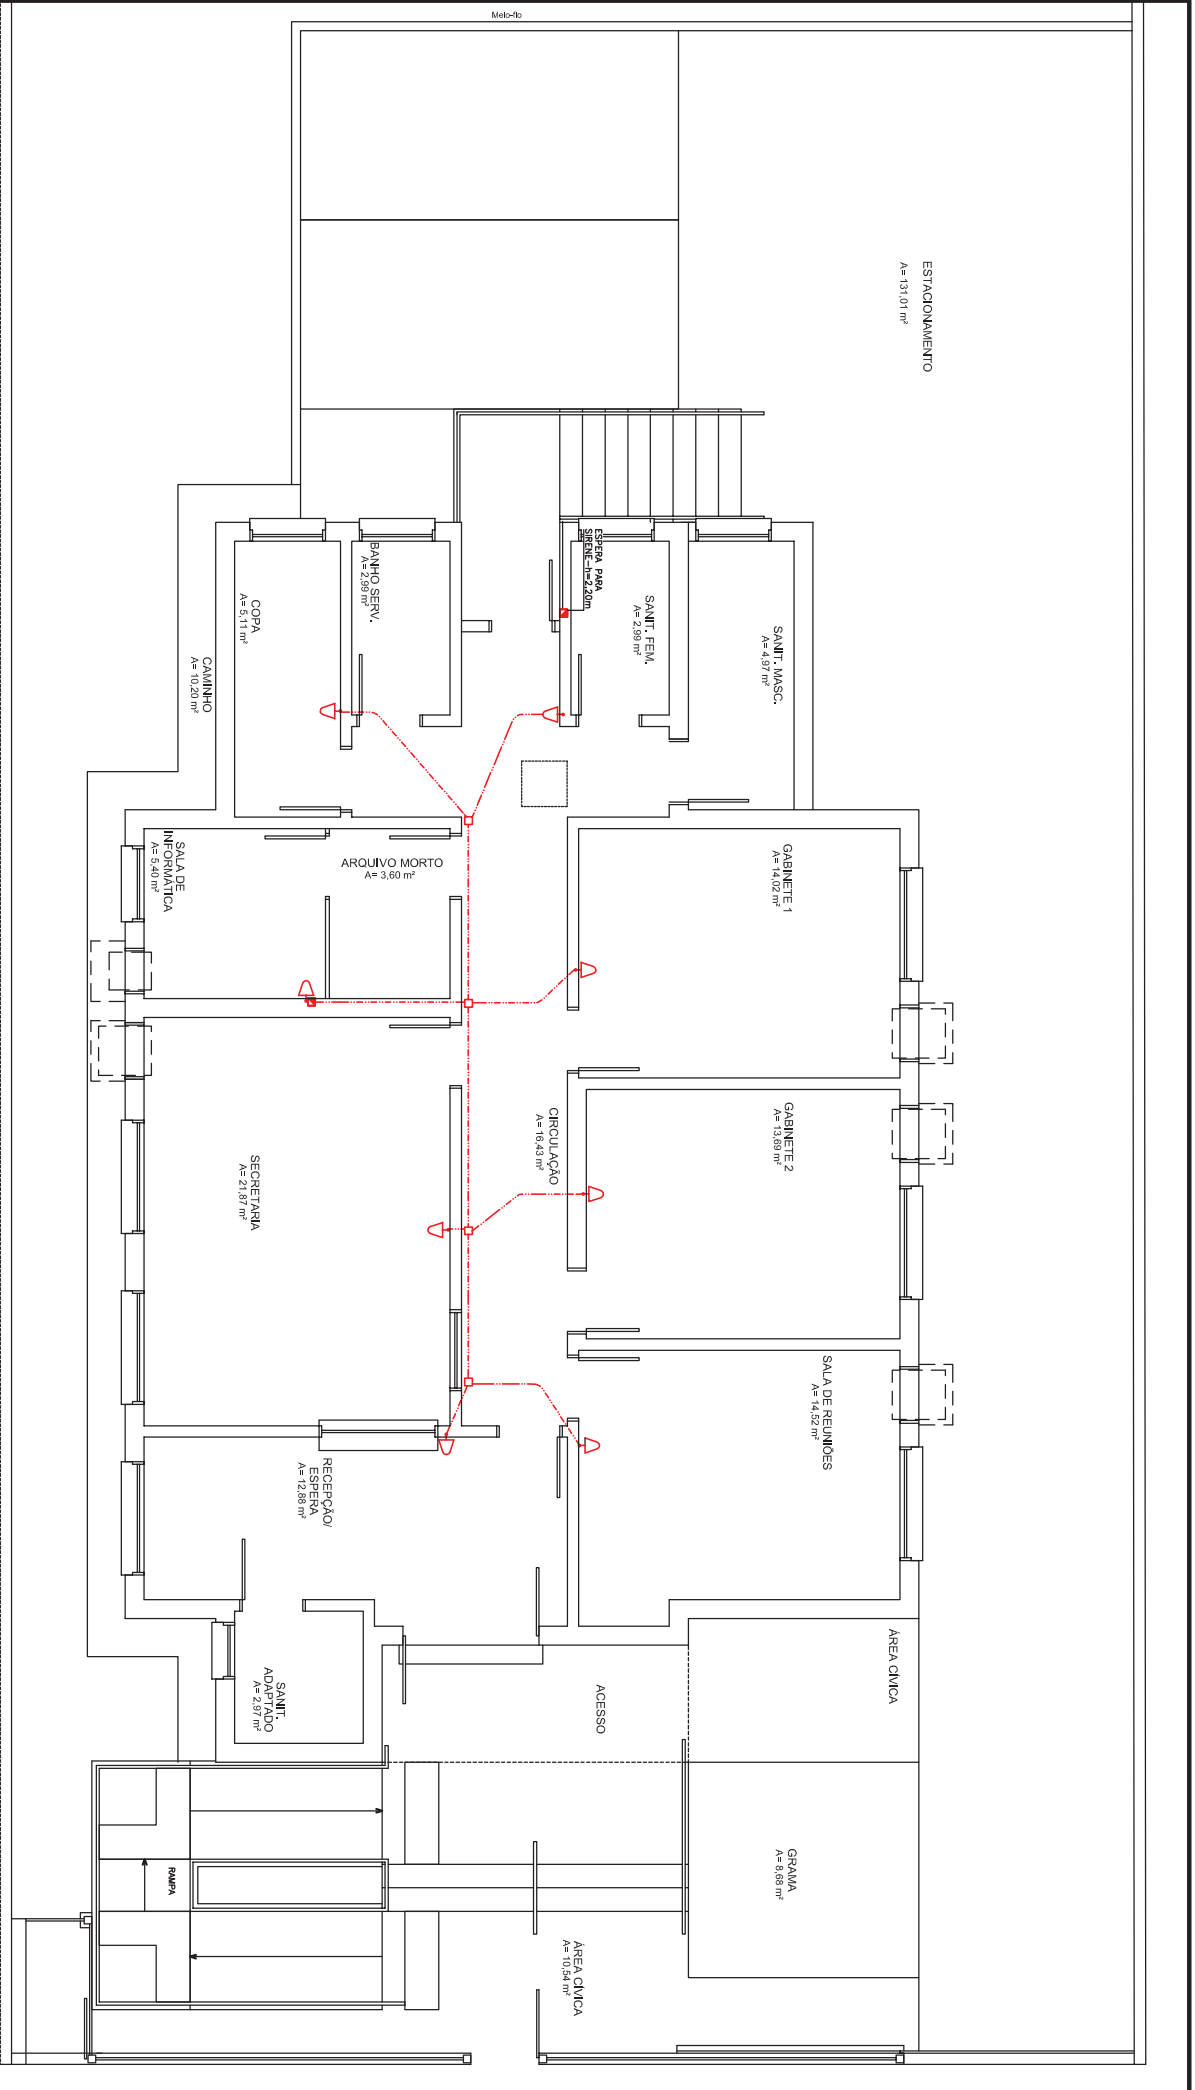 Meio-fio
ESTACIONAMENTO
A= 131,01 m²
ESPERA PARA
SIRENE-h=2,20m
BANHO SERV.
A= 2,99 m²
COPA
A= 5,11 m²
CAMINHO
A= 10,20 m²
SANIT. FEM.
A= 2,99 m²
SANIT. MASC.
A= 4,97 m²
SALA DE
INFORMÁTICA
A= 5,40 m²
ARQUIVO MORTO
A= 3,60 m²
GABINETE 1
A= 14,02 m²
CIRCULAÇÃO
A= 16,43 m²
GABINETE 2
A= 13,69 m²
SECRETARIA
A= 21,87 m²
SALA DE REUNIÕES
A= 14,52 m²
RECEPÇÃO/
ESPERA
A= 12,88 m²
SANIT.
ADAPTADO
A= 2,97 m²
ACESSO
ÁREA CÍVICA
GRAMA
A= 8,68 m²
RAMPA
ÁREA CÍVICA
A= 10,54 m²